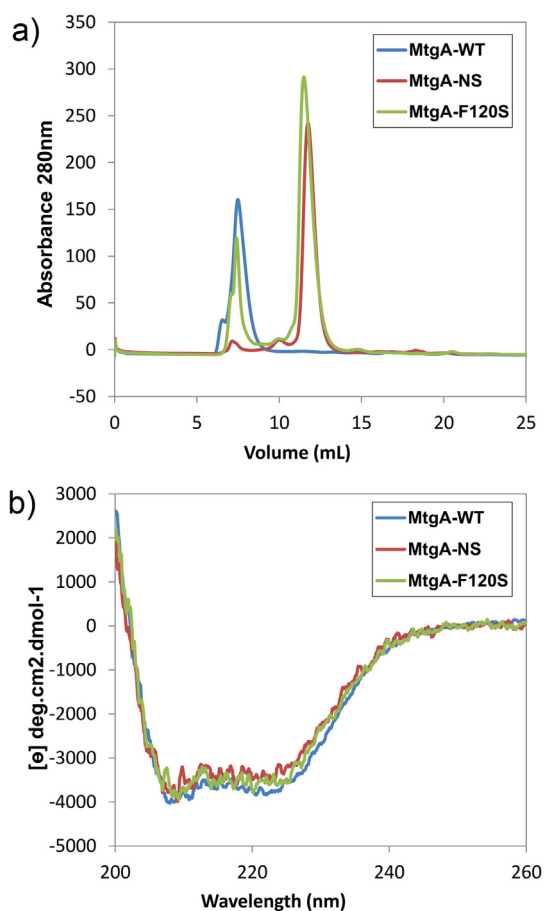 a)
Absorbance 280nm
350
300
250
200
150
100
50
0
-50
MtgA-WT
MtgA-NS
MtgA-F120S
0 5 10 15 20 25
Volume (mL)
b)
[ɵ] deg.cm2.dmol-1
3000
2000
1000
0
-1000
-2000
-3000
-4000
-5000
MtgA-WT
MtgA-NS
MtgA-F120S
200 220 240 260
Wavelength (nm)